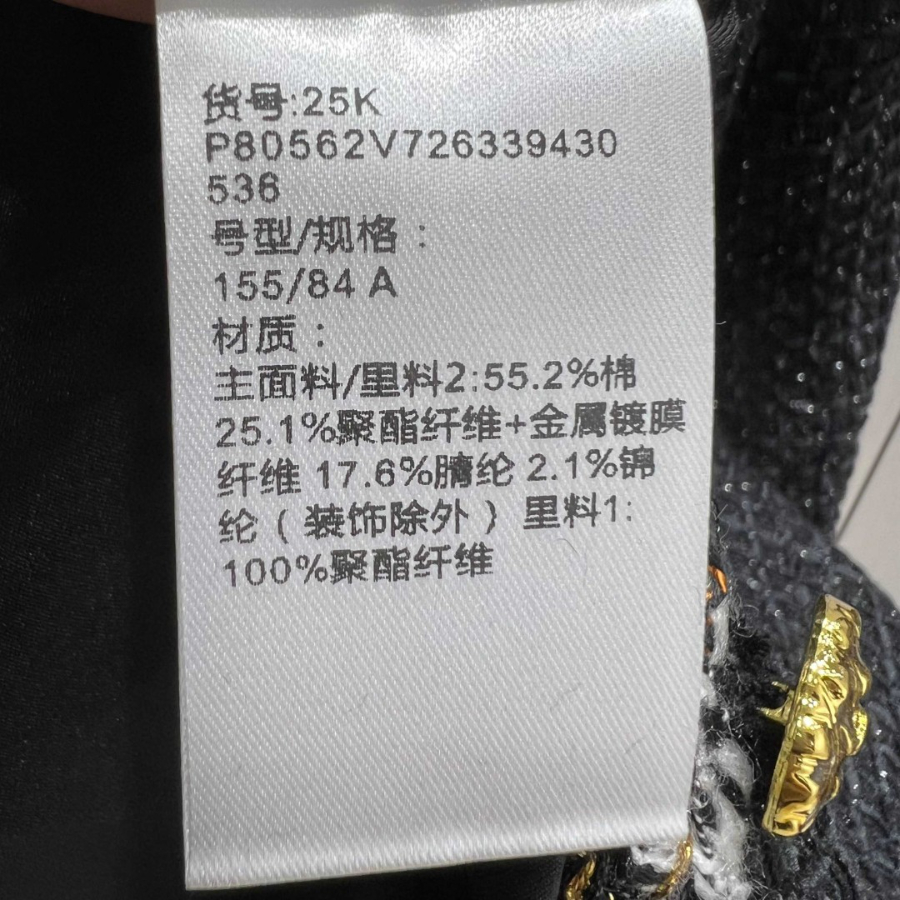 货号:25K
P80562V726339430
536
号型/规格：
155/84 A
材质：
主面料/里料2:55.2%棉
25.1%聚酯纤维+金属镀膜
纤维 17.6%腈纶 2.1%锦
纶（装饰除外）里料1:
100%聚酯纤维